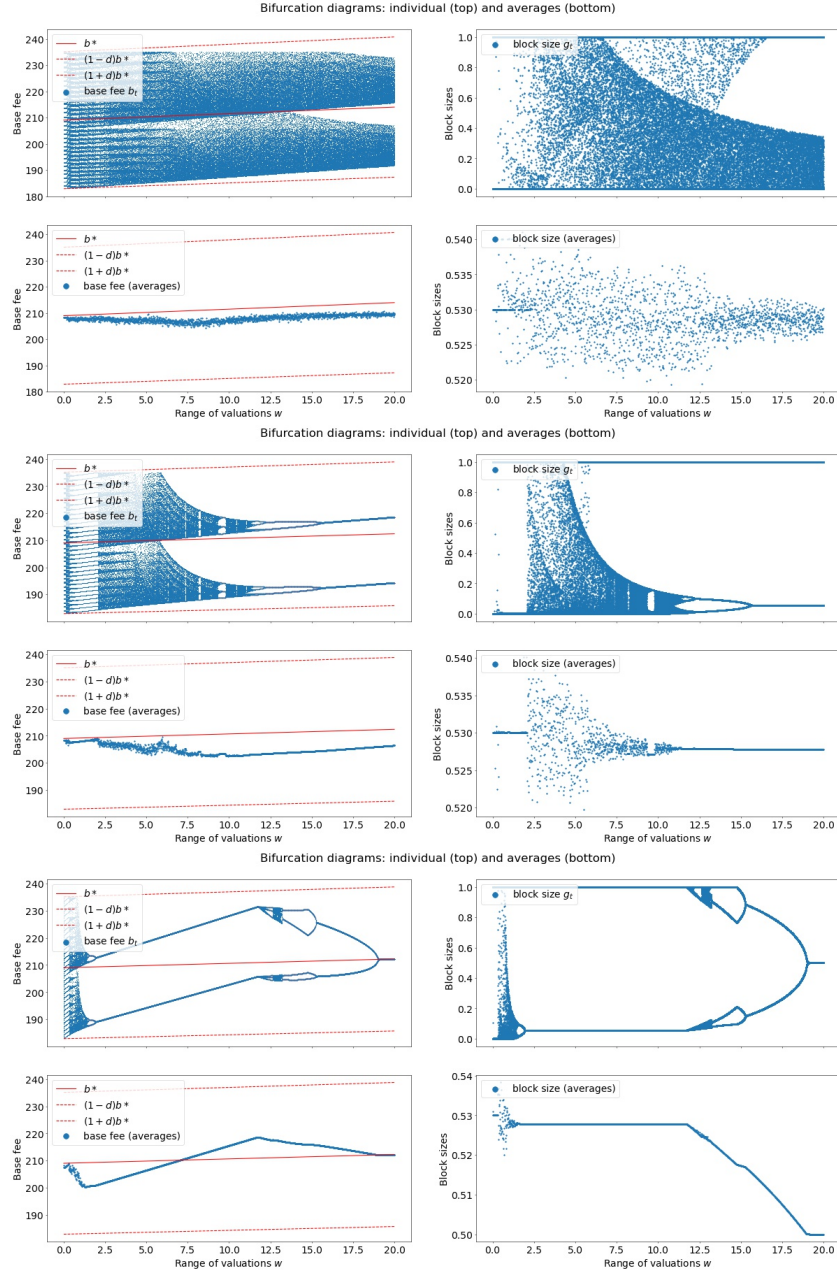 Bifurcation diagrams: individual (top) and averages (bottom)
240
230
220
210
200
190
180
Base fee
b*
(1 − d)b*
(1 + d)b*
base fee b_t
1.0
0.8
0.6
0.4
0.2
0.0
Block sizes
block size g_t
240
230
220
210
200
190
180
Base fee
b*
(1 − d)b*
(1 + d)b*
base fee (averages)
0.0 2.5 5.0 7.5 10.0 12.5 15.0 17.5 20.0
Range of valuations w
0.540
0.535
0.530
0.525
0.520
Block sizes
block size (averages)
0.0 2.5 5.0 7.5 10.0 12.5 15.0 17.5 20.0
Range of valuations w
Bifurcation diagrams: individual (top) and averages (bottom)
240
230
220
210
200
190
Base fee
b*
(1 − d)b*
(1 + d)b*
base fee b_t
1.0
0.8
0.6
0.4
0.2
0.0
Block sizes
block size g_t
240
230
220
210
200
190
Base fee
b*
(1 − d)b*
(1 + d)b*
base fee (averages)
0.0 2.5 5.0 7.5 10.0 12.5 15.0 17.5 20.0
Range of valuations w
0.540
0.535
0.530
0.525
0.520
Block sizes
block size (averages)
0.0 2.5 5.0 7.5 10.0 12.5 15.0 17.5 20.0
Range of valuations w
Bifurcation diagrams: individual (top) and averages (bottom)
240
230
220
210
200
190
Base fee
b*
(1 − d)b*
(1 + d)b*
base fee b_t
1.0
0.8
0.6
0.4
0.2
0.0
Block sizes
block size g_t
240
230
220
210
200
190
Base fee
b*
(1 − d)b*
(1 + d)b*
base fee (averages)
0.0 2.5 5.0 7.5 10.0 12.5 15.0 17.5 20.0
Range of valuations w
0.54
0.53
0.52
0.51
0.50
Block sizes
block size (averages)
0.0 2.5 5.0 7.5 10.0 12.5 15.0 17.5 20.0
Range of valuations w